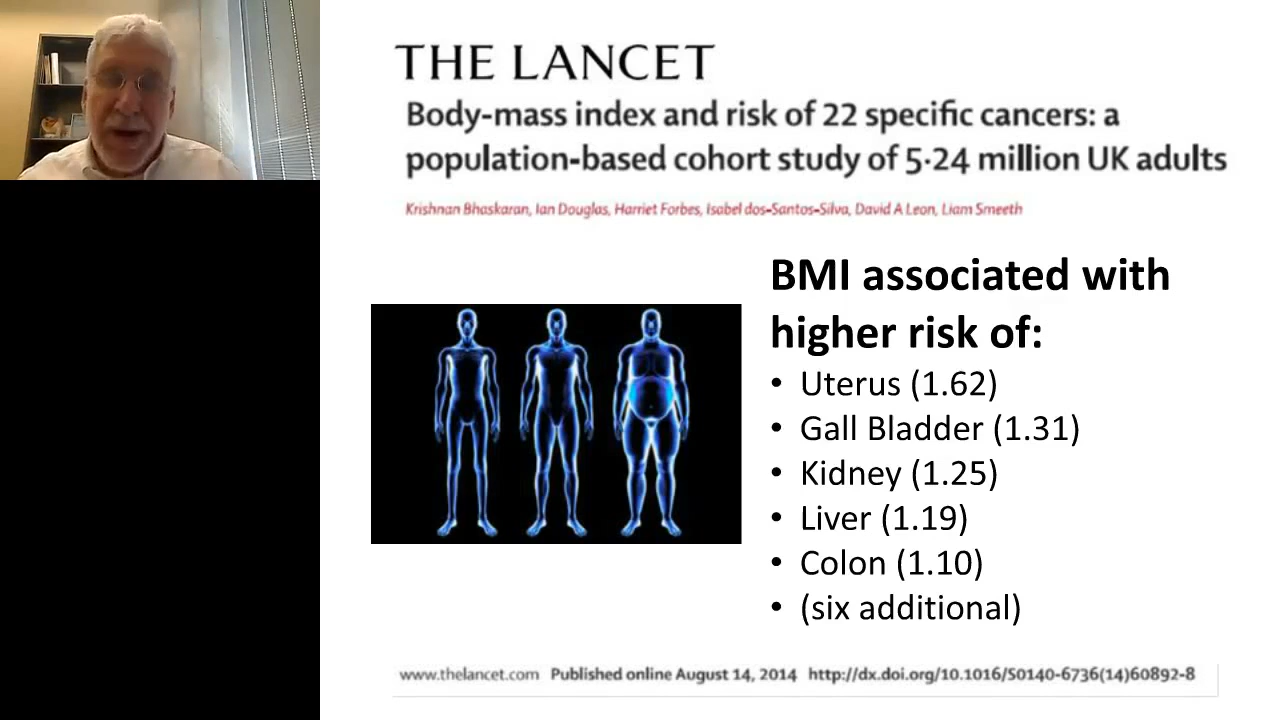 THE LANCET
Body-mass index and risk of 22 specific cancers: a
population-based cohort study of 5·24 million UK adults
Krishnan Bhaskaran, Ian Douglas, Harriet Forbes, Isabel dos-Santos-Silva, David A Leon, Liam Smeeth
BMI associated with
higher risk of:
• Uterus (1.62)
• Gall Bladder (1.31)
• Kidney (1.25)
• Liver (1.19)
• Colon (1.10)
• (six additional)
www.thelancet.com Published online August 14, 2014 http://dx.doi.org/10.1016/S0140-6736(14)60892-8